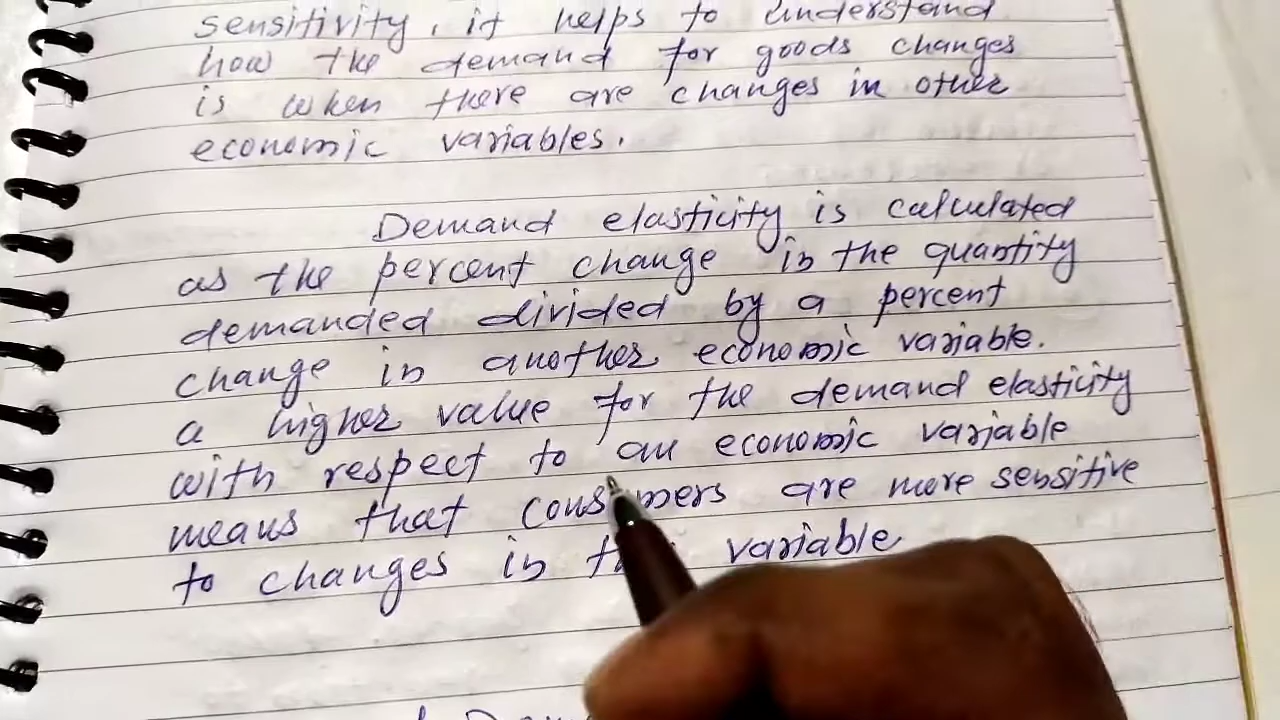 sensitivity. it helps to understand
how the demand for goods changes
is when there are changes in other
economic variables.
Demand elasticity is calculated
as the percent change in the quantity
demanded divided by a percent
change in another economic variable.
a higher value for the demand elasticity
with respect to an economic variable
means that consumers are more sensitive
to changes in variable